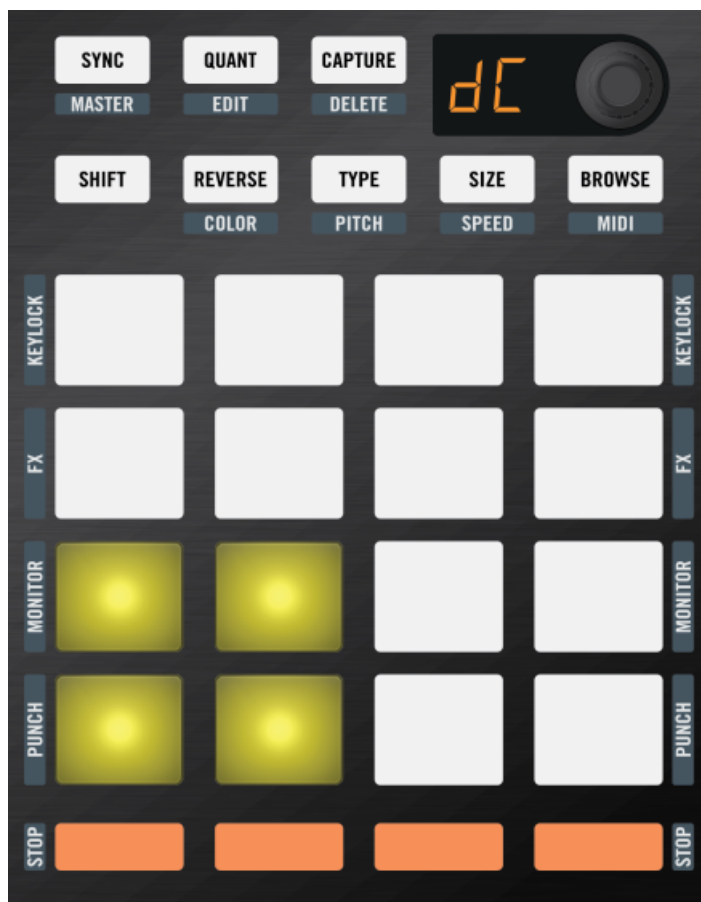 SYNC QUANT CAPTURE dC
MASTER EDIT DELETE
SHIFT REVERSE TYPE SIZE BROWSE
COLOR PITCH SPEED MIDI
KEYLOCK KEYLOCK
FX FX
MONITOR MONITOR
PUNCH PUNCH
STOP STOP